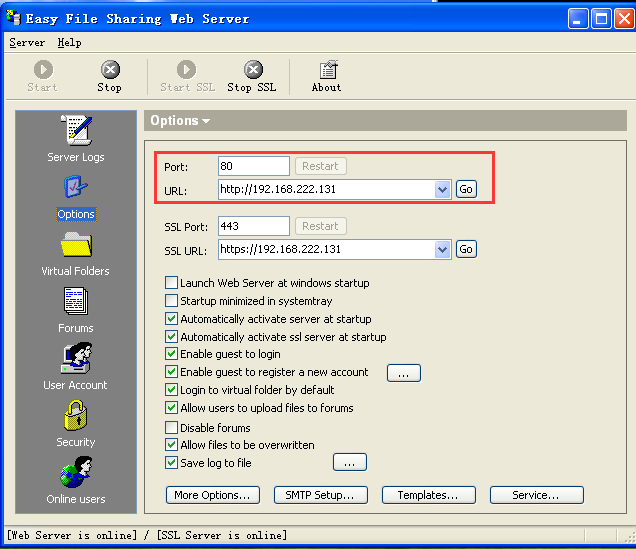 Easy File Sharing Web Server
Server Help
Start Stop Start SSL Stop SSL About
Options
Server Logs
Options
Virtual Folders
Forums
User Account
Security
Online users
Port: 80 Restart
URL: http://192.168.222.131 Go
SSL Port: 443 Restart
SSL URL: https://192.168.222.131 Go
Launch Web Server at windows startup
Startup minimized in systemtray
Automatically activate server at startup
Automatically activate ssl server at startup
Enable guest to login
Enable guest to register a new account ...
Login to virtual folder by default
Allow users to upload files to forums
Disable forums
Allow files to be overwritten
Save log to file ...
More Options... SMTP Setup... Templates... Service...
[Web Server is online] / [SSL Server is online]